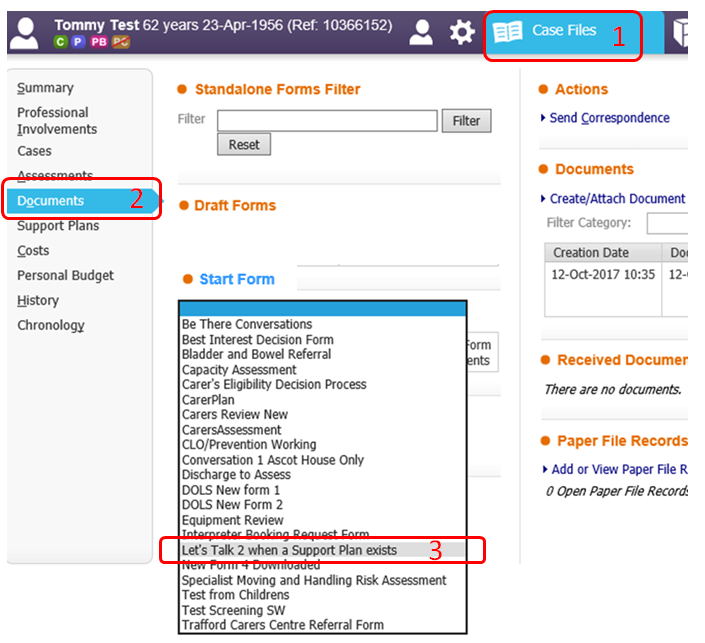 Tommy Test 62 years 23-Apr-1956 (Ref: 10366152)
C P PB PC
Case Files 1
Summary
Professional
Involvements
Cases
Assessments
Documents 2
Support Plans
Costs
Personal Budget
History
Chronology
Standalone Forms Filter
Filter
Filter
Reset
Draft Forms
Start Form
Be There Conversations
Best Interest Decision Form
Bladder and Bowel Referral
Capacity Assessment
Carer's Eligibility Decision Process
CarerPlan
Carers Review New
CarersAssessment
CLO/Prevention Working
Conversation 1 Ascot House Only
Discharge to Assess
DOLS New form 1
DOLS New Form 2
Equipment Review
Interpreter Booking Request Form
Let's Talk 2 when a Support Plan exists 3
New Form 4 Downloaded
Specialist Moving and Handling Risk Assessment
Test from Childrens
Test Screening SW
Trafford Carers Centre Referral Form
orm
ents
Actions
Send Correspondence
Documents
Create/Attach Document
Filter Category:
Creation Date Do
12-Oct-2017 10:35 12-
Received Documen
There are no documents.
Paper File Records
Add or View Paper File R
0 Open Paper File Records